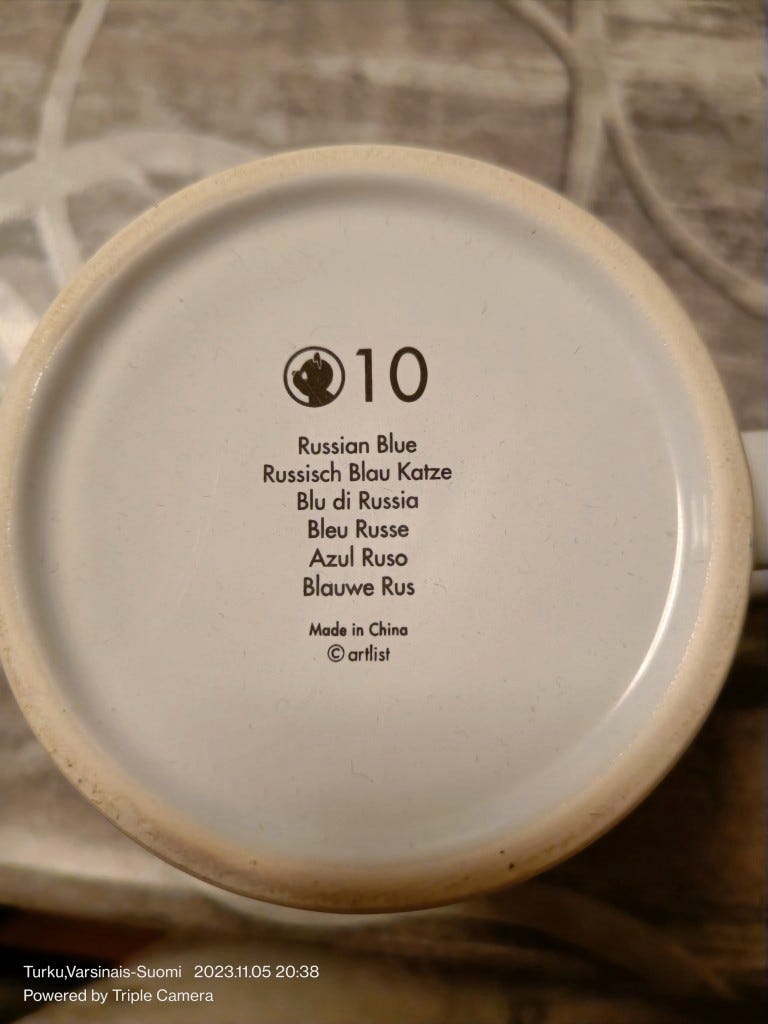 10
Russian Blue
Russisch Blau Katze
Blu di Russia
Bleu Russe
Azul Ruso
Blauwe Rus
Made in China
© artlist
Turku,Varsinais-Suomi 2023.11.05 20:38
Powered by Triple Camera